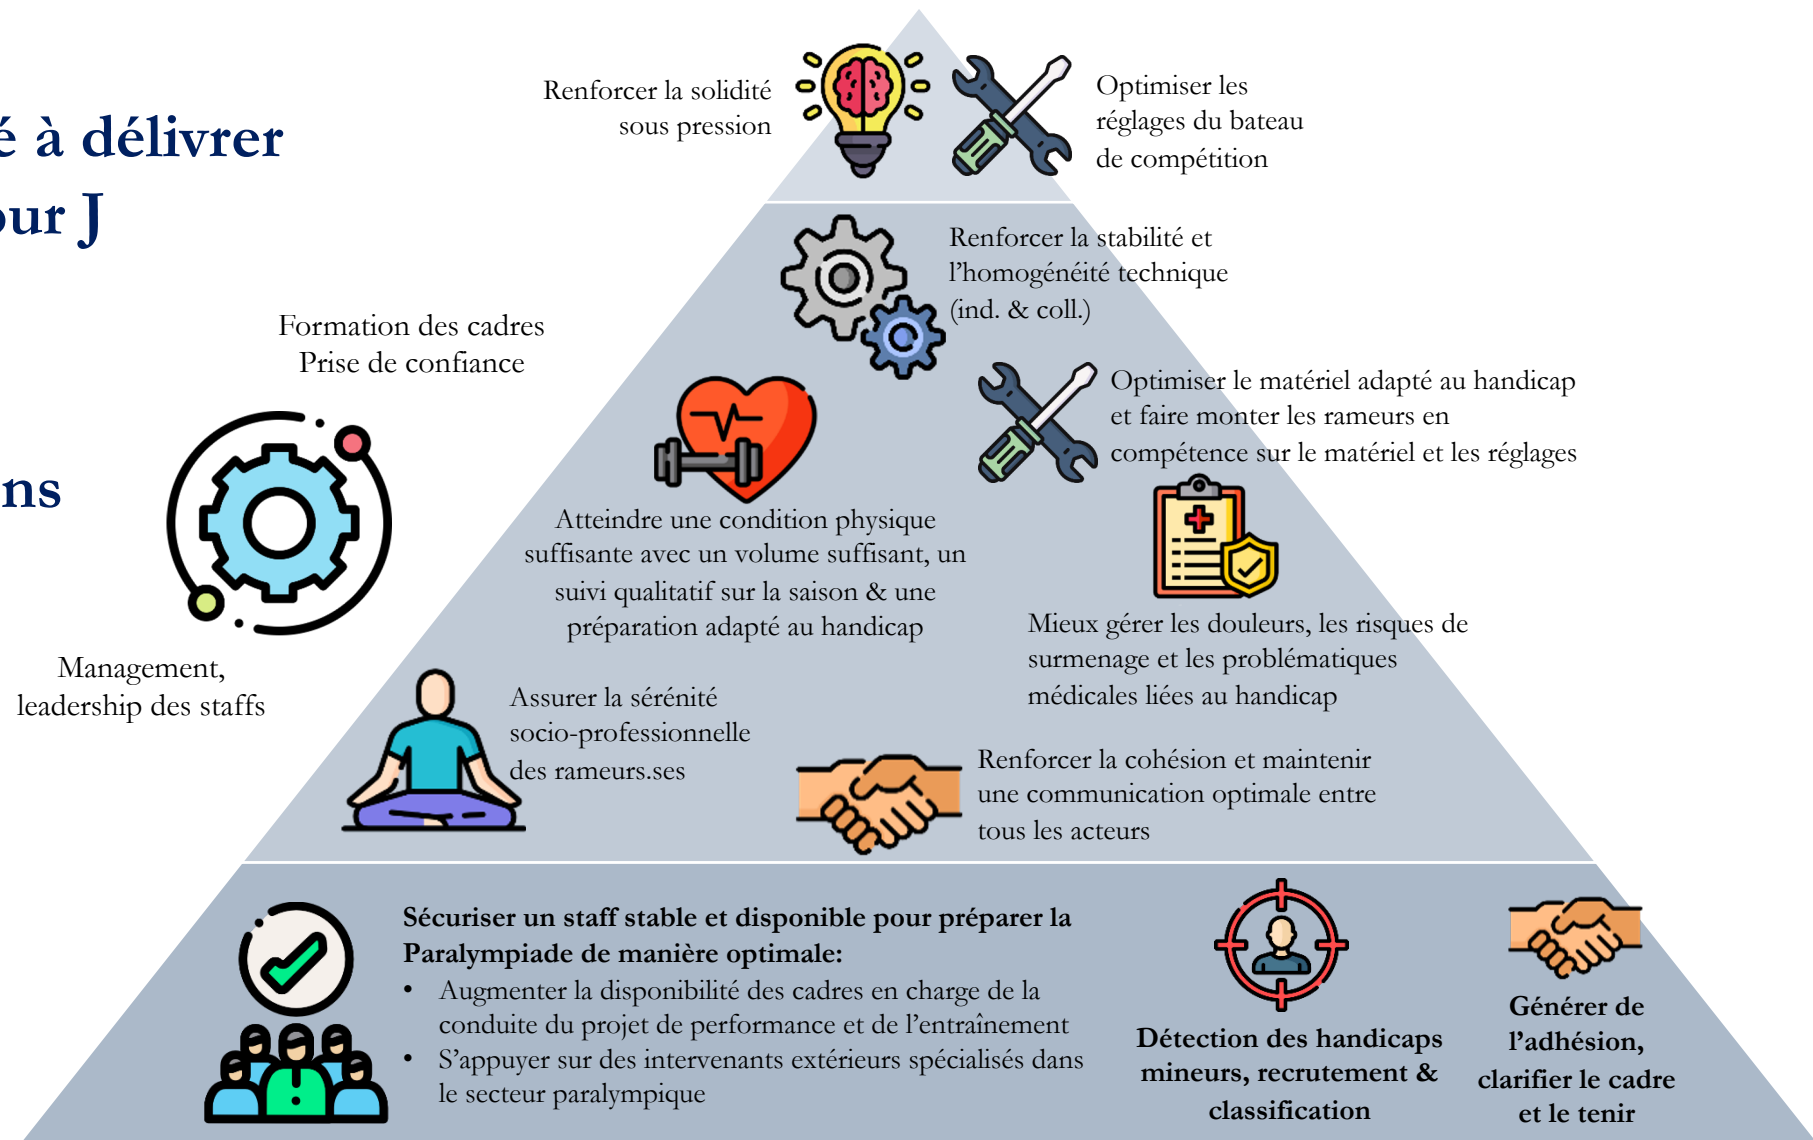 Renforcer la solidité
sous pression
Optimiser les
réglages du bateau
de compétition
é à délivrer
our J
Renforcer la stabilité et
l’homogénéité technique
(ind. & coll.)
Formation des cadres
Prise de confiance
Optimiser le matériel adapté au handicap
et faire monter les rameurs en
compétence sur le matériel et les réglages
ns
Atteindre une condition physique
suffisante avec un volume suffisant, un
suivi qualitatif sur la saison & une
préparation adapté au handicap
Mieux gérer les douleurs, les risques de
surmenage et les problématiques
médicales liées au handicap
Management,
leadership des staffs
Assurer la sérénité
socio-professionnelle
des rameurs.ses
Renforcer la cohésion et maintenir
une communication optimale entre
tous les acteurs
Sécuriser un staff stable et disponible pour préparer la
Paralympiade de manière optimale:
• Augmenter la disponibilité des cadres en charge de la
conduite du projet de performance et de l’entraînement
• S’appuyer sur des intervenants extérieurs spécialisés dans
le secteur paralympique
Détection des handicaps
mineurs, recrutement &
classification
Générer de
l’adhésion,
clarifier le cadre
et le tenir